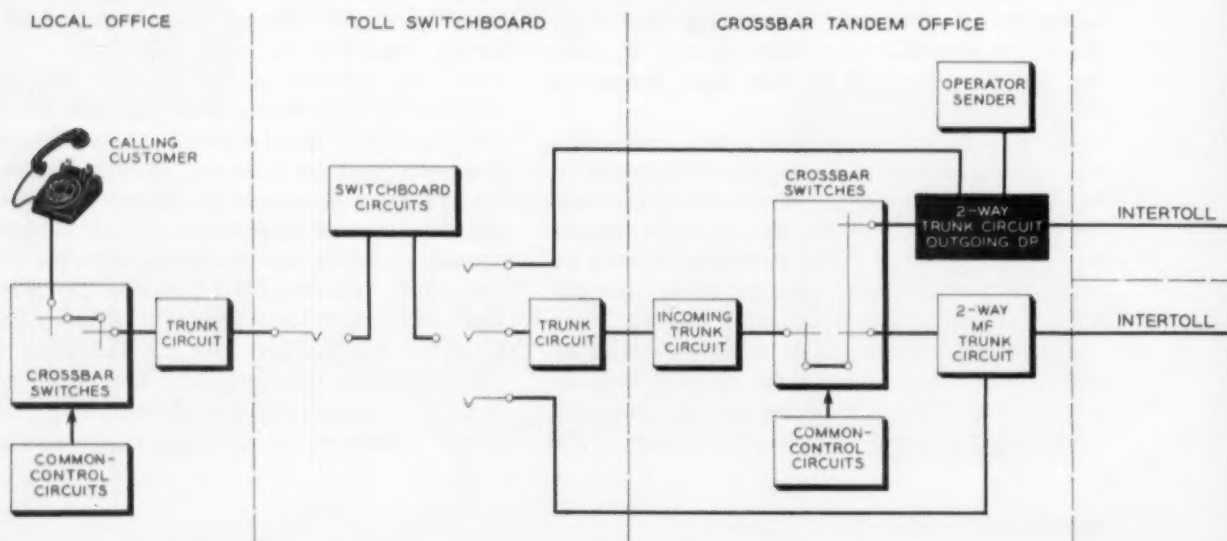 LOCAL OFFICE
TOLL SWITCHBOARD
CROSSBAR TANDEM OFFICE
CALLING
CUSTOMER
CROSSBAR
SWITCHES
COMMON-
CONTROL
CIRCUITS
TRUNK
CIRCUIT
SWITCHBOARD
CIRCUITS
TRUNK
CIRCUIT
INCOMING
TRUNK
CIRCUIT
CROSSBAR
SWITCHES
COMMON-
CONTROL
CIRCUITS
OPERATOR
SENDER
2-WAY
TRUNK CIRCUIT
OUTGOING DP
INTERTOLL
2-WAY
MF
TRUNK
CIRCUIT
INTERTOLL